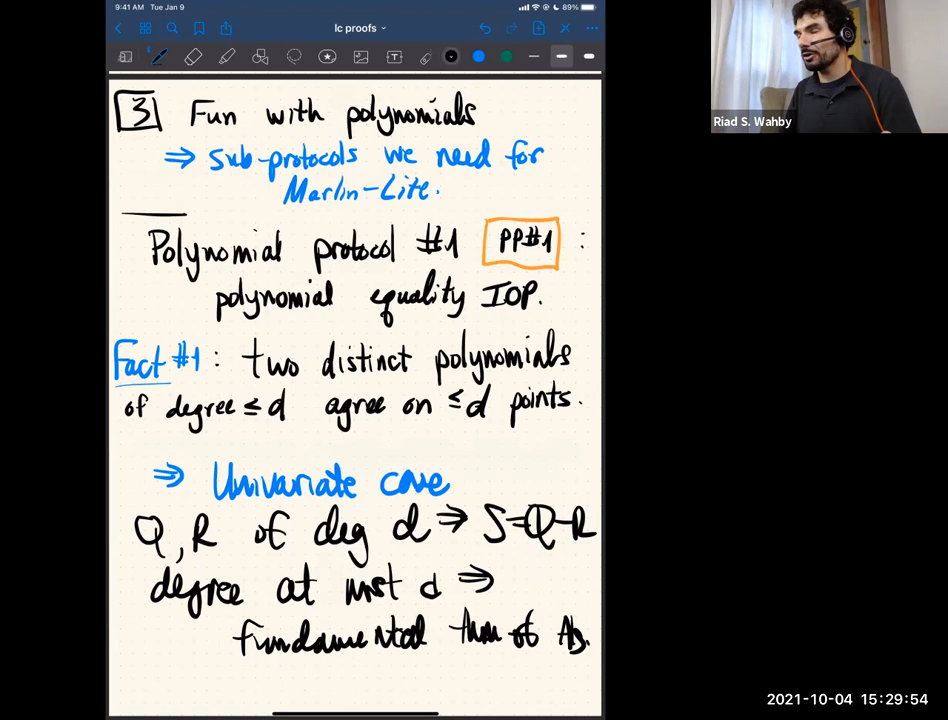 9:41 AM Tue Jan 9
89%
lc proofs
3 Fun with polynomials
⇒ Sub-protocols we need for
Marlin-Lite.
Polynomial protocol #1 PP#1 :
polynomial equality IOP.
Fact #1: two distinct polynomials
of degree ≤ d agree on ≤ d points.
⇒ Univariate case
Q, R of deg d ⇒ S=Q-R
degree at most d ⇒
fundamental thm of Alg.
Riad S. Wahby
2021-10-04 15:29:54